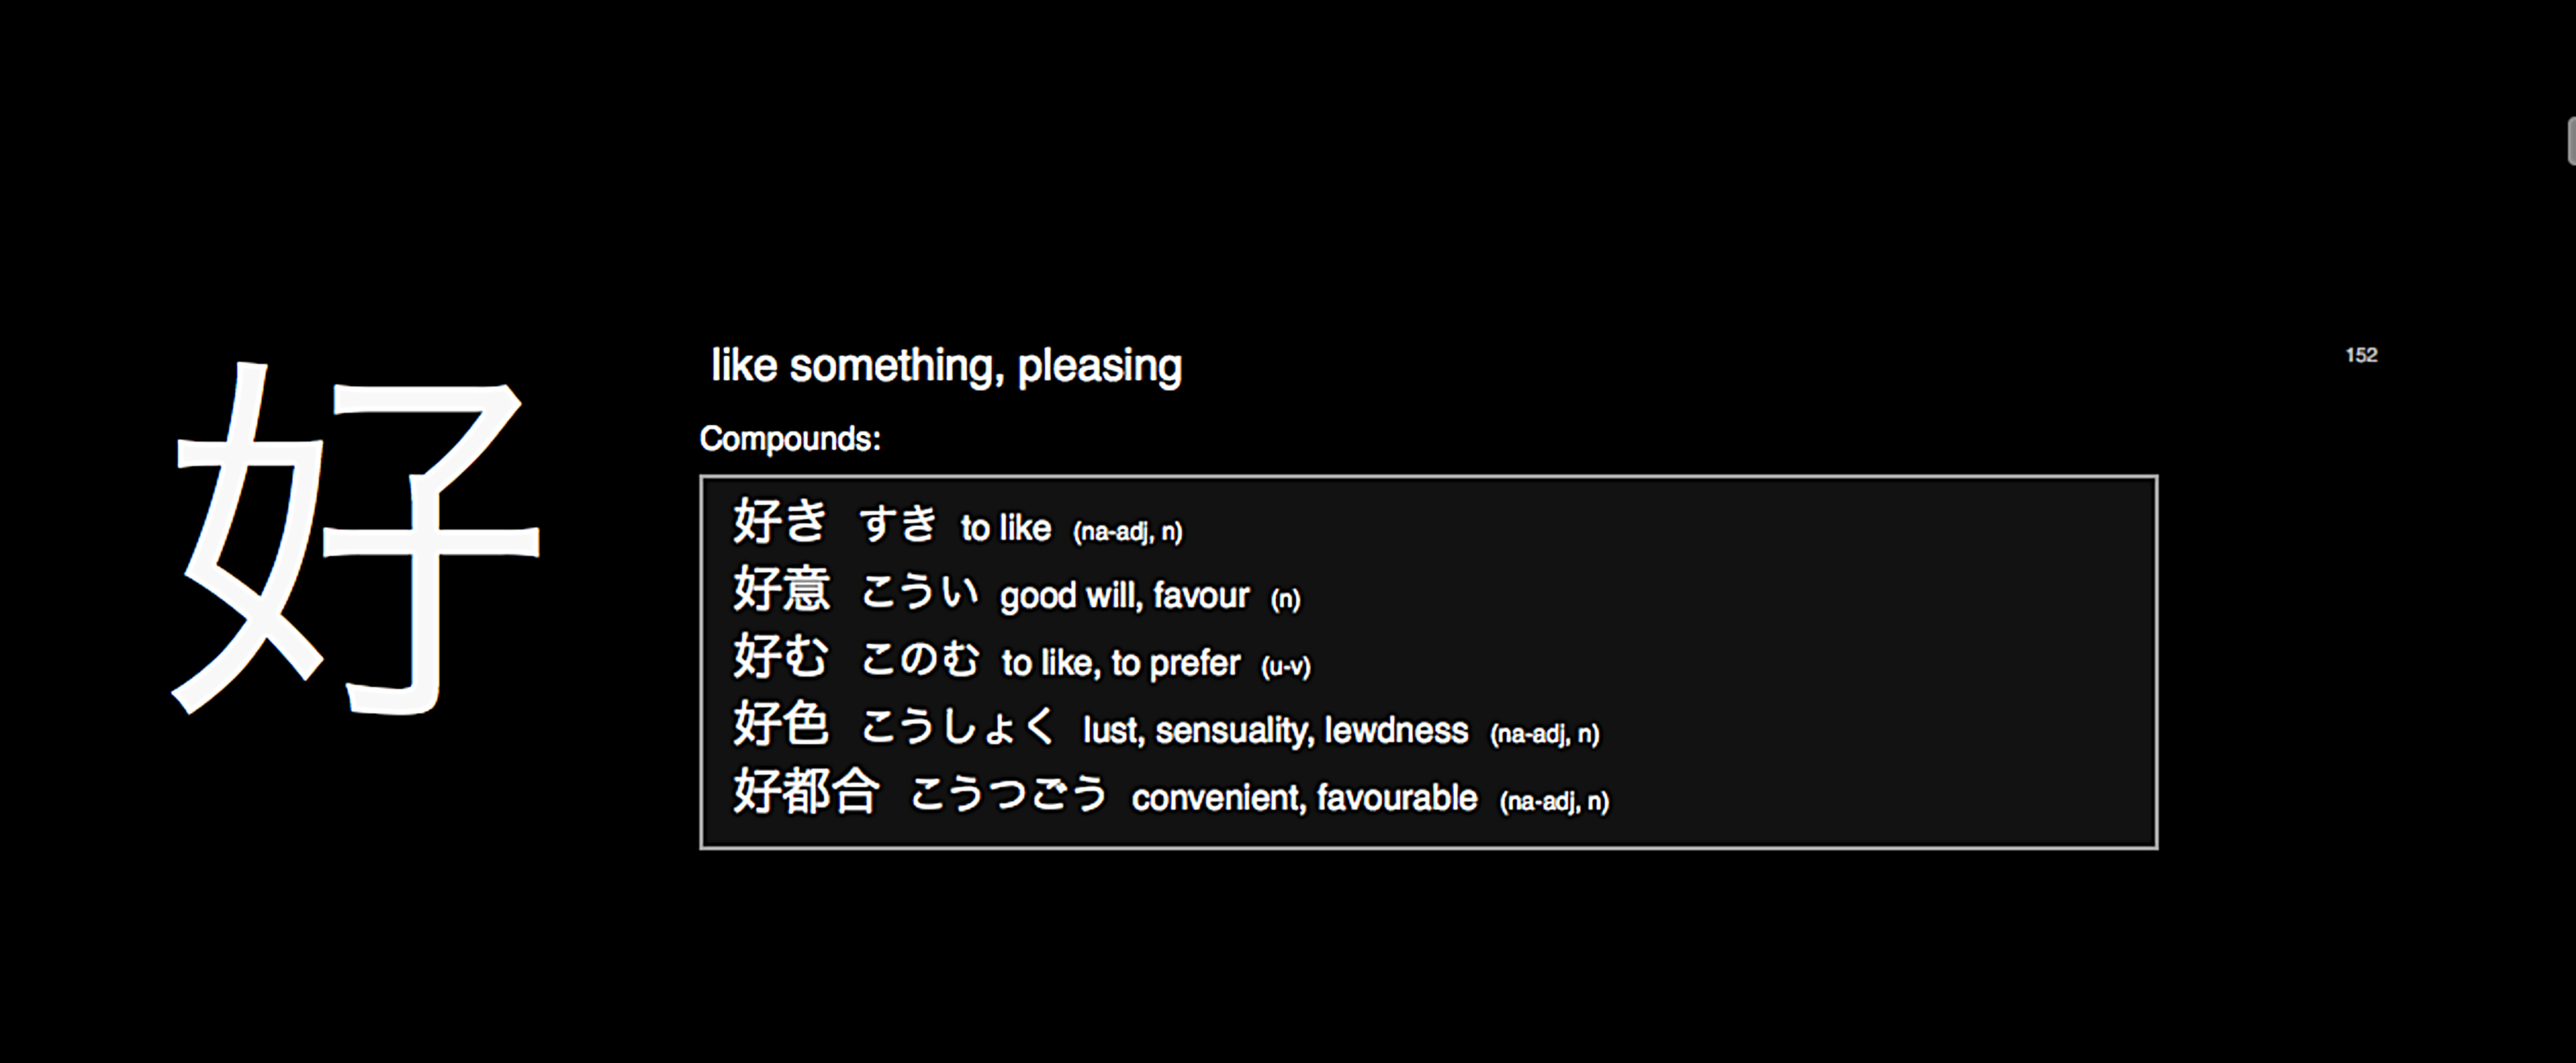 好
like something, pleasing
152
Compounds:
好き すき to like (na-adj, n)
好意 こうい good will, favour (n)
好む このむ to like, to prefer (u-v)
好色 こうしょく lust, sensuality, lewdness (na-adj, n)
好都合 こうつごう convenient, favourable (na-adj, n)